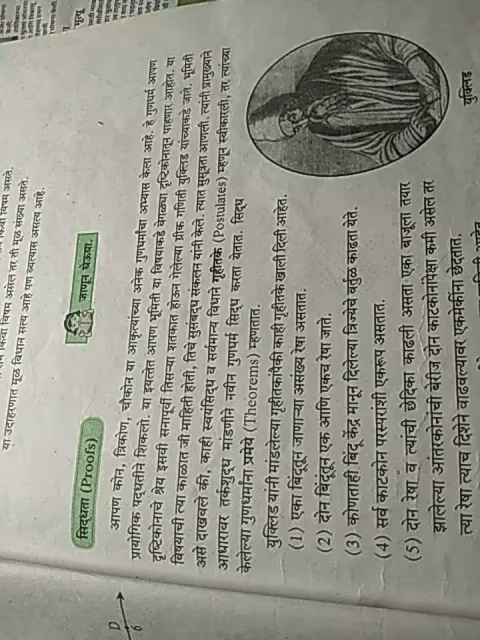 या उदाहरणात मूळ विधान सत्य आहे पण व्यत्यास असत्य आहे.
जाणून घेऊया.
सिद्धता (Proofs)
आपण कोन, त्रिकोण, चौकोन या आकृत्यांच्या अनेक गुणधर्मांचा अभ्यास केला आहे. हे गुणधर्म आपण
प्रायोगिक पद्धतीने शिकलो. या इयत्तेत आपण भूमिती या विषयाकडे वेगळ्या दृष्टिकोनातून पाहणार आहोत. या
दृष्टिकोनाचे श्रेय इसवी सनापूर्वी तिसऱ्या शतकात होऊन गेलेल्या ग्रीक गणिती युक्लिड यांच्याकडे जाते. भूमिती
विषयाची त्या काळात जी माहिती होती, तिचे सुसंबद्ध संकलन यांनी केले. त्यात सुसूत्रता आणली. त्यांनी प्रामुख्याने
असे दाखवले की, काही स्वयंसिद्ध व सर्वमान्य विधाने गृहीतके (Postulates) म्हणून स्वीकारली, तर त्यांच्या
आधारावर तर्कशुद्ध मांडणीने नवीन गुणधर्म सिद्ध करता येतात. सिद्ध
केलेल्या गुणधर्मांना प्रमेये (Theorems) म्हणतात.
युक्लिड यांनी मांडलेल्या गृहीतकांपैकी काही गृहीतके खाली दिली आहेत.
(1) एका बिंदूतून जाणाऱ्या असंख्य रेषा असतात.
(2) दोन बिंदूंतून एक आणि एकच रेषा जाते.
(3) कोणताही बिंदू केंद्र मानून दिलेल्या त्रिज्येचे वर्तुळ काढता येते.
(4) सर्व काटकोन परस्परांशी एकरूप असतात.
(5) दोन रेषा व त्यांची छेदिका काढली असता एका बाजूला तयार
झालेल्या आंतरकोनांची बेरीज दोन काटकोनांपेक्षा कमी असेल तर
त्या रेषा त्याच दिशेने वाढवल्यावर एकमेकींना छेदतात.
युक्लिड
D
6